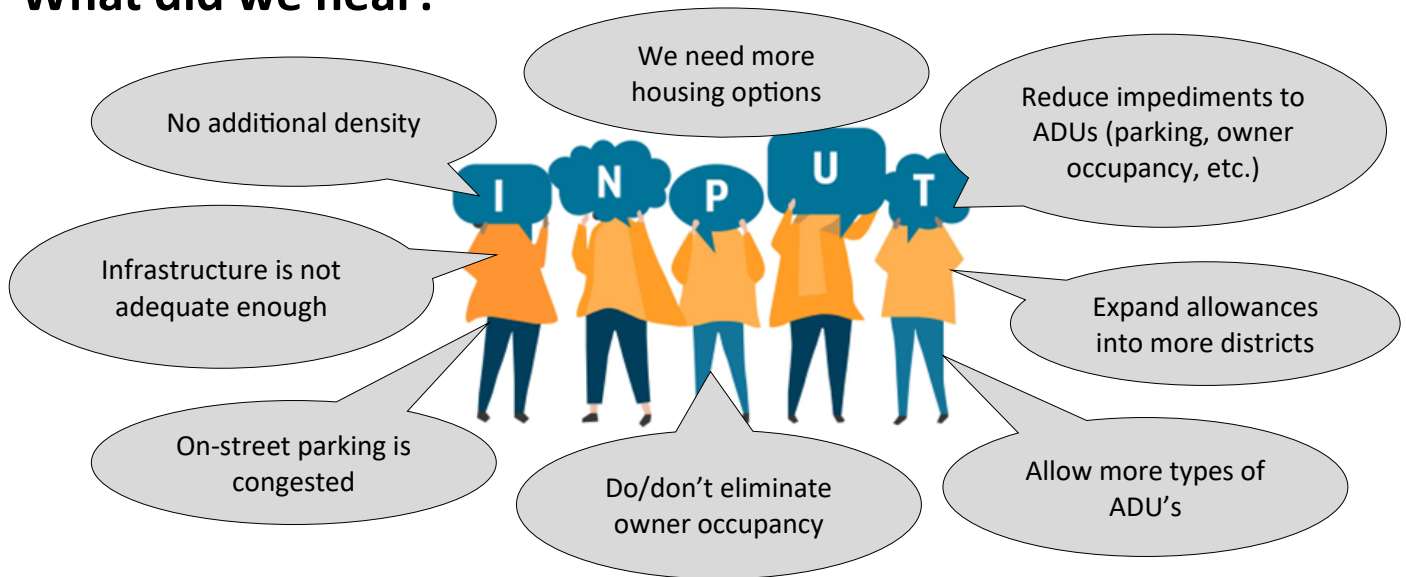 What did we hear?
We need more
housing options
No additional density
Reduce impediments to
ADUs (parking, owner
occupancy, etc.)
I N P U T
Infrastructure is not
adequate enough
Expand allowances
into more districts
On-street parking is
congested
Do/don’t eliminate
owner occupancy
Allow more types of
ADU’s